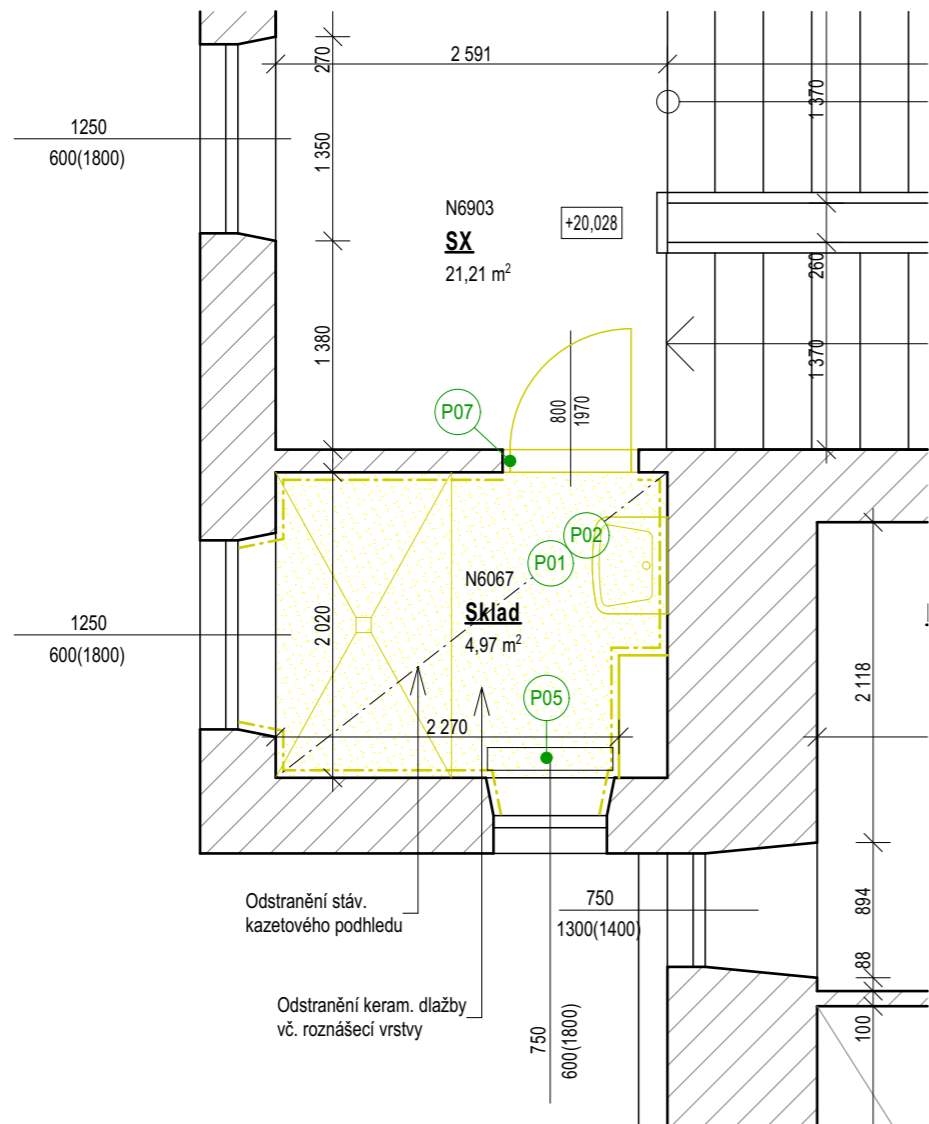 270
2 591
1 370
1250
600(1800)
1 350
N6903
SX
21,21 m²
+20,028
260
1 380
1 370
800
1970
P07
P02
P01
N6067
Sklad
4,97 m²
2 020
1250
600(1800)
P05
2 270
2 118
Odstranění stáv.
kazetového podhledu
750
1300(1400)
894
88
Odstranění keram. dlažby
vč. roznášecí vrstvy
750
600(1800)
100